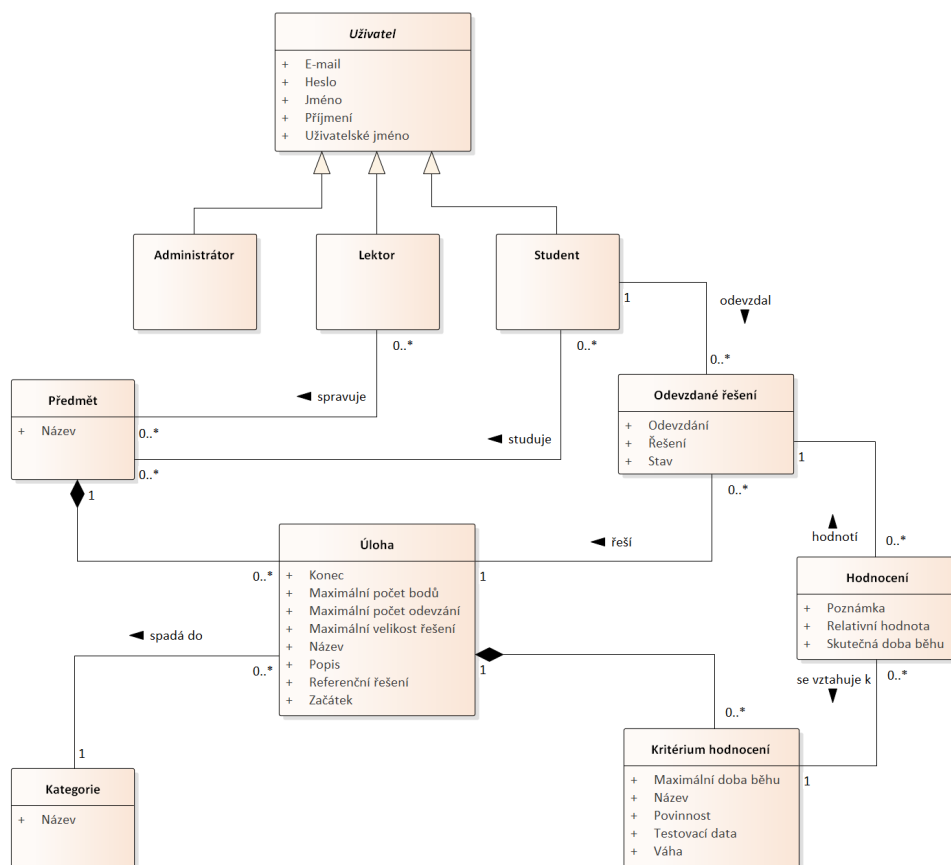 Uživatel
+ E-mail
+ Heslo
+ Jméno
+ Příjmení
+ Uživatelské jméno
Administrátor
Lektor
Student
1
odevzdal
0..*
0..*
0..*
Předmět
+ Název
spravuje
0..*
studuje
0..*
1
Odevzdané řešení
+ Odevzdání
+ Řešení
+ Stav
1
0..*
řeší
hodnotí
0..*
Úloha
+ Konec
+ Maximální počet bodů
+ Maximální počet odevzání
+ Maximální velikost řešení
+ Název
+ Popis
+ Referenční řešení
+ Začátek
0..*
1
Hodnocení
+ Poznámka
+ Relativní hodnota
+ Skutečná doba běhu
spadá do
0..*
1
se vztahuje k
0..*
0..*
1
Kategorie
+ Název
Kritérium hodnocení
+ Maximální doba běhu
+ Název
+ Povinnost
+ Testovací data
+ Váha
1